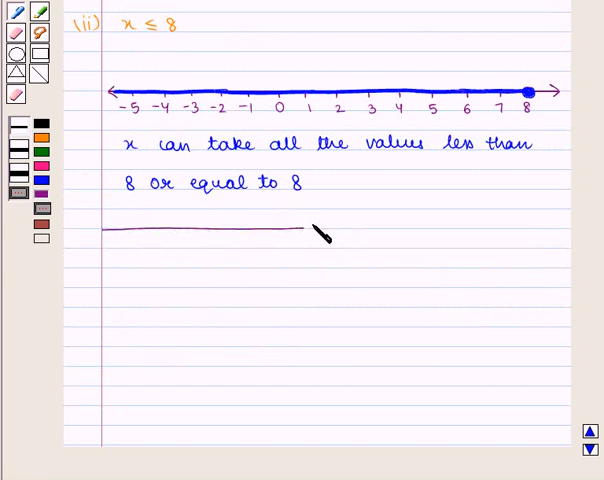 (ii) x ≤ 8
-5 -4 -3 -2 -1 0 1 2 3 4 5 6 7 8
x can take all the values less than
8 or equal to 8